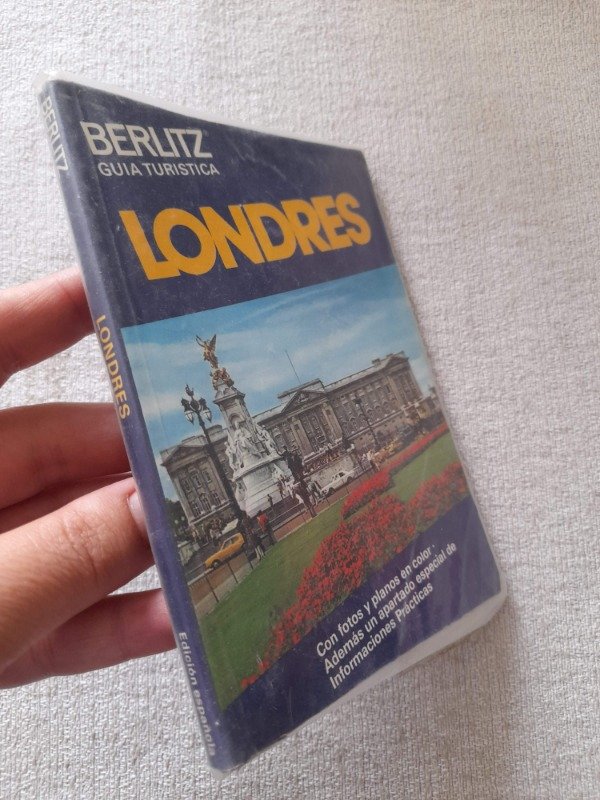 BERLITZ
GUIA TURISTICA
LONDRES
Con fotos y planos en color.
Además un apartado especial de
Informaciones Prácticas
BERLITZ
LONDRES
Edición española